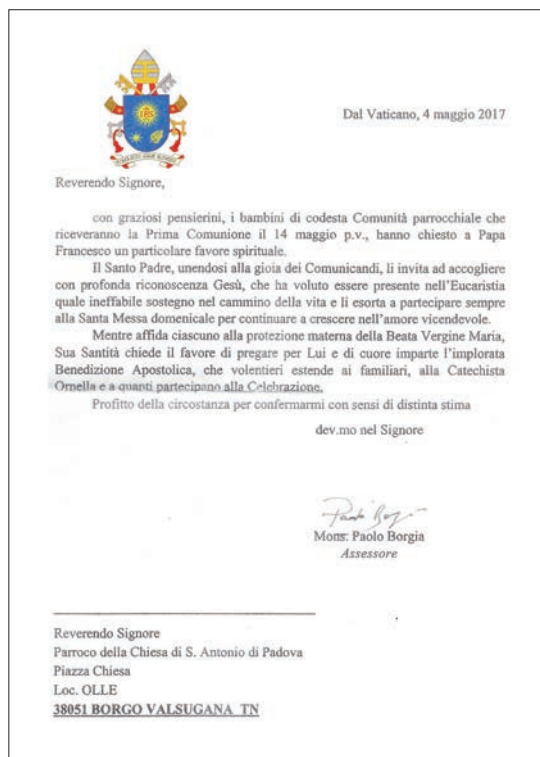 IHS
Dal Vaticano, 4 maggio 2017
Reverendo Signore,
con graziosi pensierini, i bambini di codesta Comunità parrocchiale che
riceveranno la Prima Comunione il 14 maggio p.v., hanno chiesto a Papa
Francesco un particolare favore spirituale.
Il Santo Padre, unendosi alla gioia dei Comunicandi, li invita ad accogliere
con profonda riconoscenza Gesù, che ha voluto essere presente nell'Eucaristia
quale ineffabile sostegno nel cammino della vita e li esorta a partecipare sempre
alla Santa Messa domenicale per continuare a crescere nell'amore vicendevole.
Mentre affida ciascuno alla protezione materna della Beata Vergine Maria,
Sua Santità chiede il favore di pregare per Lui e di cuore imparte l'implorata
Benedizione Apostolica, che volentieri estende ai familiari, alla Catechista
Ornella e a quanti partecipano alla Celebrazione.
Profitto della circostanza per confermarmi con sensi di distinta stima
dev.mo nel Signore
Mons. Paolo Borgia
Assessore
Reverendo Signore
Parroco della Chiesa di S. Antonio di Padova
Piazza Chiesa
Loc. OLLE
38051 BORGO VALSUGANA TN